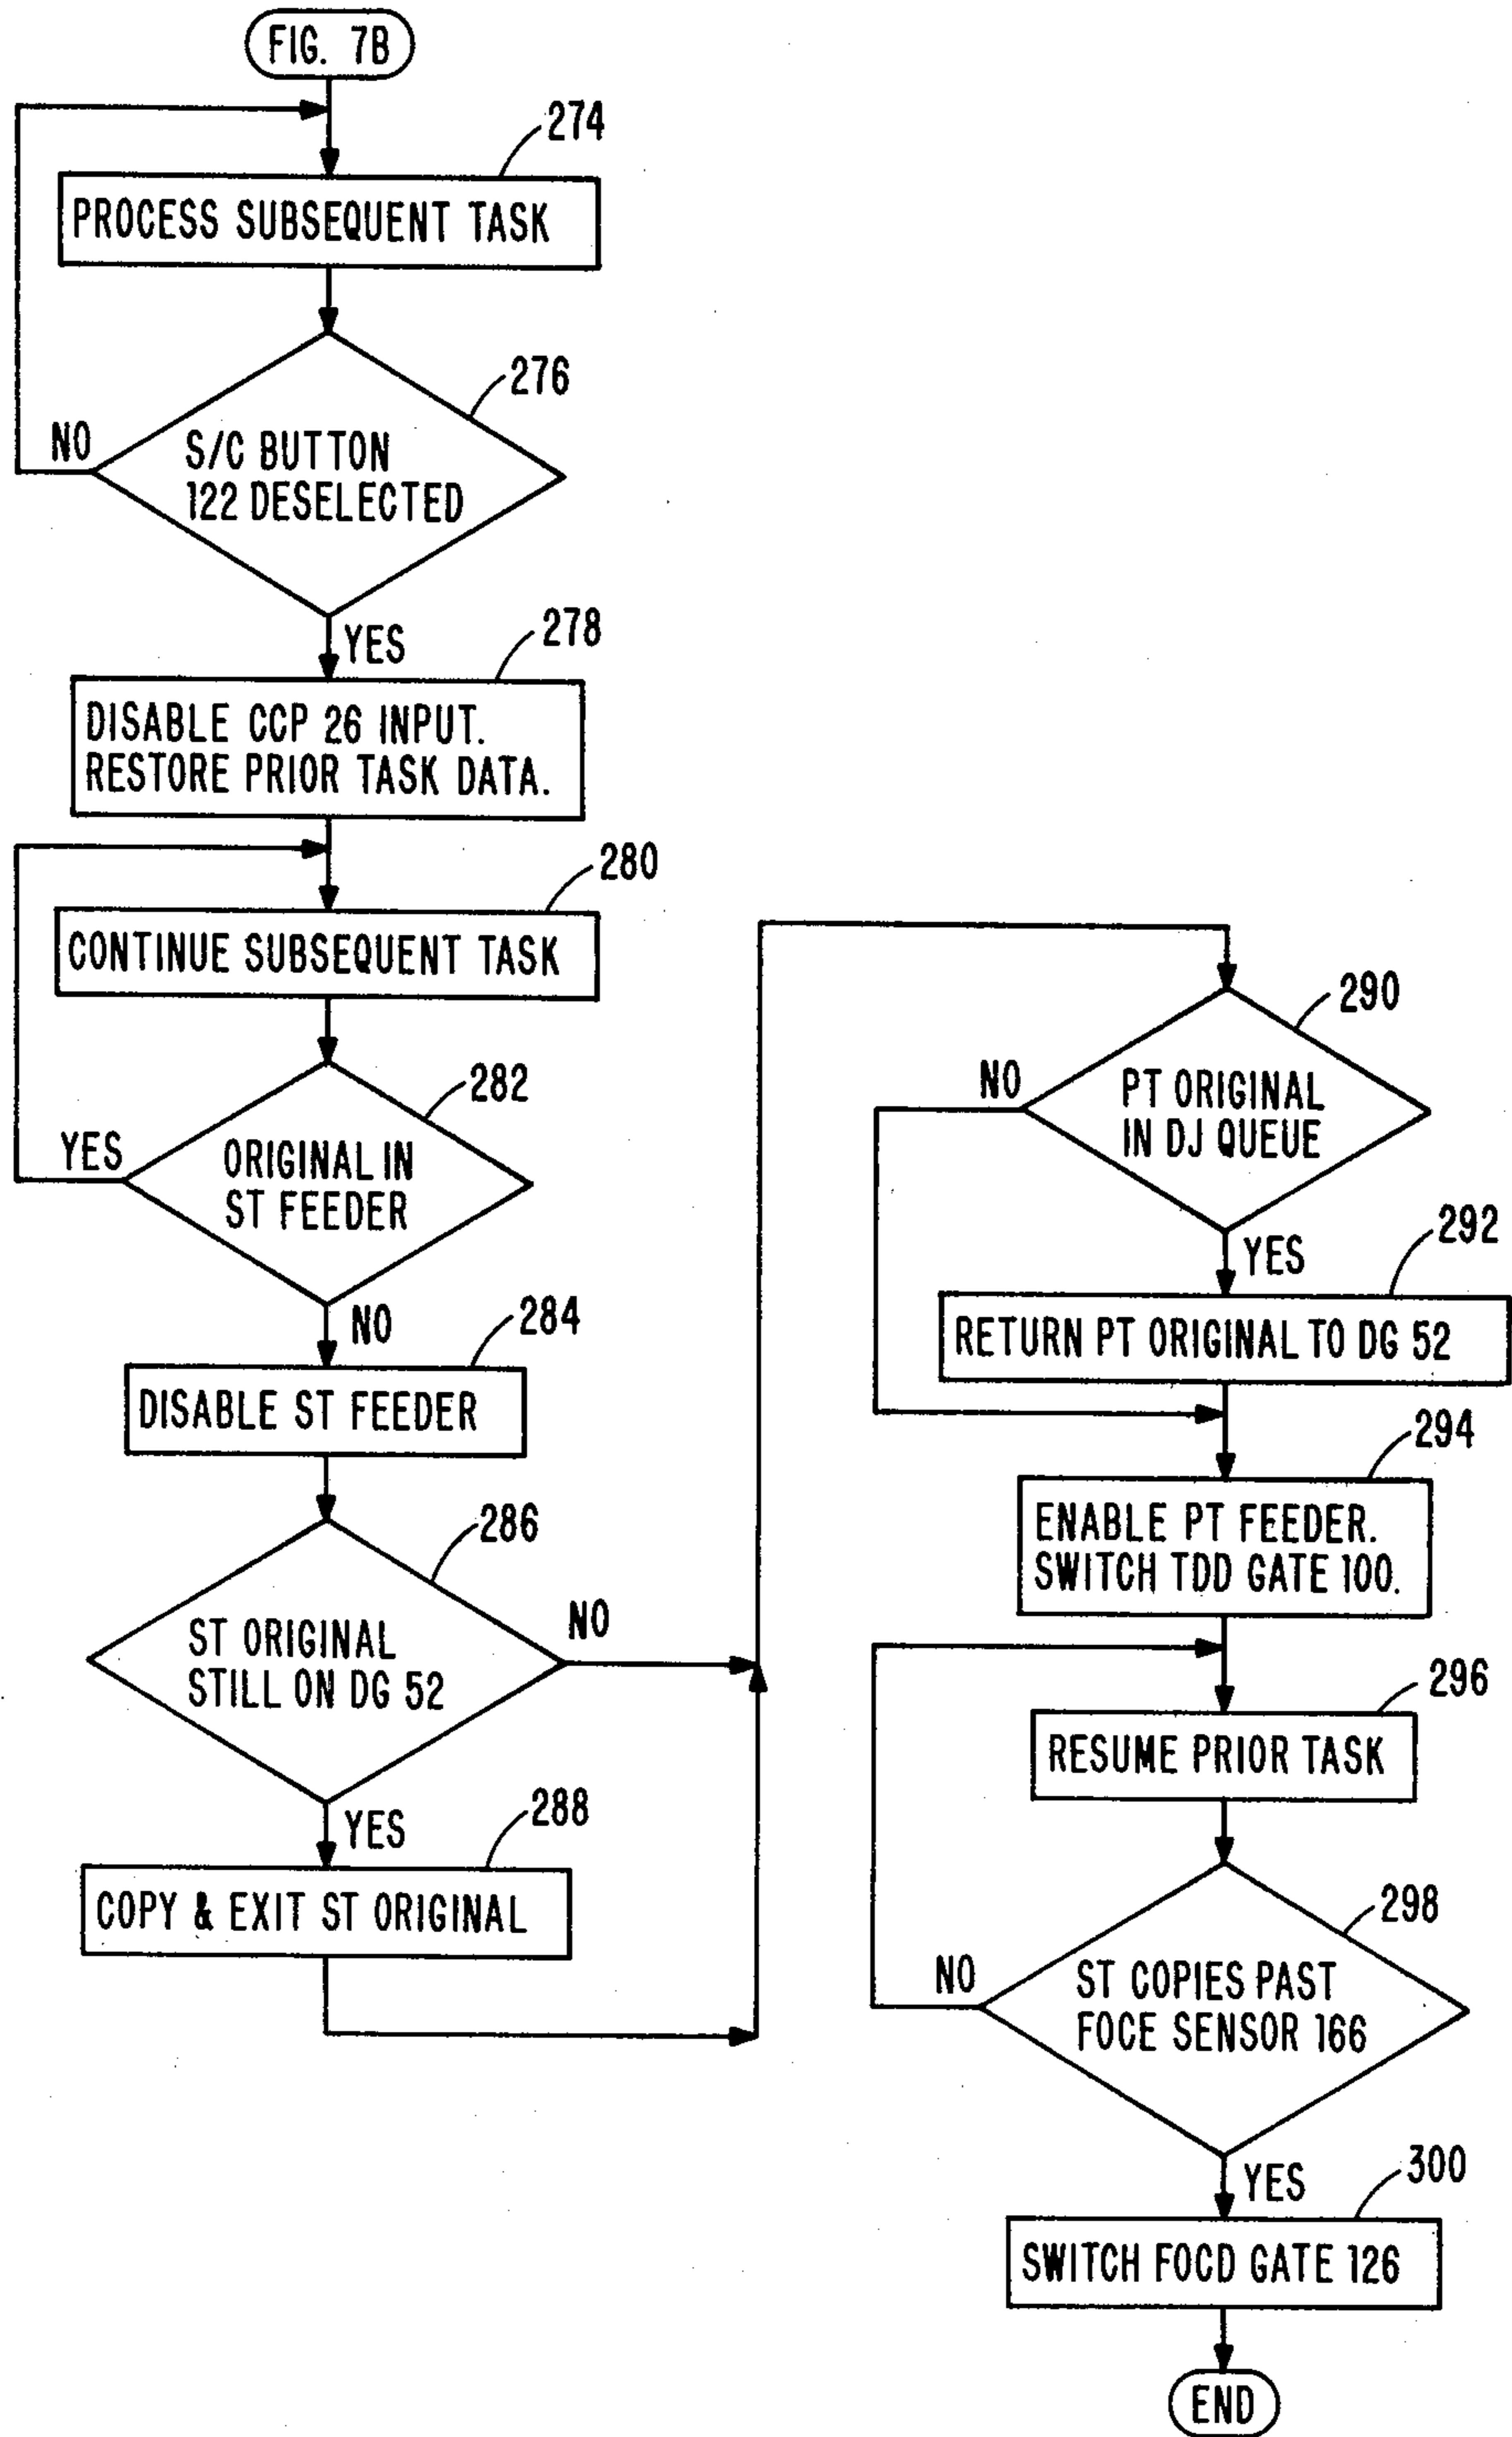 FIG. 7B
274
PROCESS SUBSEQUENT TASK
276
NO
S/C BUTTON
122 DESELECTED
YES
278
DISABLE CCP 26 INPUT.
RESTORE PRIOR TASK DATA.
280
CONTINUE SUBSEQUENT TASK
282
YES
ORIGINAL IN
ST FEEDER
NO
284
DISABLE ST FEEDER
286
ST ORIGINAL
STILL ON DG 52
NO
YES
288
COPY & EXIT ST ORIGINAL
290
NO
PT ORIGINAL
IN DJ QUEUE
YES
292
RETURN PT ORIGINAL TO DG 52
294
ENABLE PT FEEDER.
SWITCH TDD GATE 100.
296
RESUME PRIOR TASK
298
NO
ST COPIES PAST
FOCE SENSOR 166
YES
300
SWITCH FOCD GATE 126
END